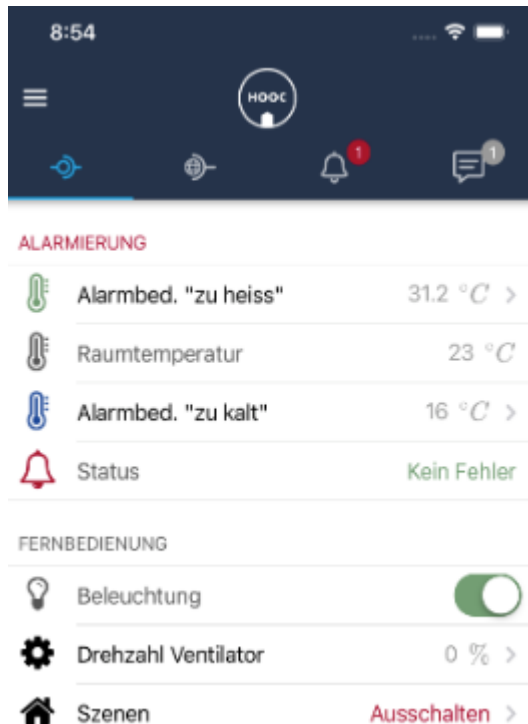 8:54
HOOC
1
1
ALARMIERUNG
Alarmbed. "zu heiss" 31.2 °C
Raumtemperatur 23 °C
Alarmbed. "zu kalt" 16 °C
Status Kein Fehler
FERNBEDIENUNG
Beleuchtung
Drehzahl Ventilator 0 %
Szenen Ausschalten